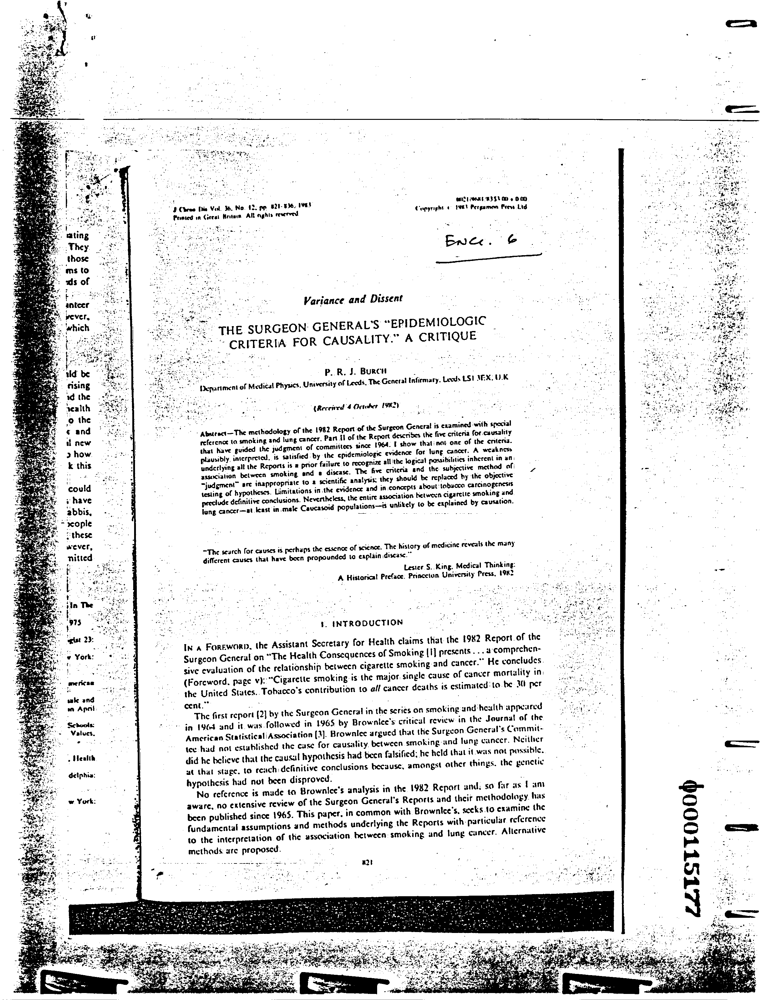 J Chron Dis Vol. 36, No. 12, pp. 821-836, 1983
Printed in Great Britain. All rights reserved
Copyright © 1983 Pergamon Press Ltd
ENCL. 6
Variance and Dissent
THE SURGEON GENERAL'S "EPIDEMIOLOGIC
CRITERIA FOR CAUSALITY." A CRITIQUE
P. R. J. BURCH
Department of Medical Physics, University of Leeds, The General Infirmary, Leeds LS1 3EX, U.K
(Received 4 October 1982)
Abstract—The methodology of the 1982 Report of the Surgeon General is examined with special
reference to smoking and lung cancer. Part II of the Report describes the five criteria for causality
that have guided the judgment of committees since 1964. I show that not one of the criteria,
plausibly interpreted, is satisfied by the epidemiologic evidence for lung cancer. A weakness
underlying all the Reports is a prior failure to recognize all the logical possibilities inherent in an
association between smoking and a disease. The five criteria and the subjective method of
"judgment" are inappropriate to a scientific analysis; they should be replaced by the objective
testing of hypotheses. Limitations in the evidence and in concepts about tobacco carcinogenesis
preclude definitive conclusions. Nevertheless, the entire association between cigarette smoking and
lung cancer—at least in male Caucasoid populations—is unlikely to be explained by causation.
"The search for causes is perhaps the essence of science. The history of medicine reveals the many
different causes that have been propounded to explain disease."
Lester S. King. Medical Thinking:
A Historical Preface. Princeton University Press, 1982
1. INTRODUCTION
IN A FOREWORD, the Assistant Secretary for Health claims that the 1982 Report of the
Surgeon General on "The Health Consequences of Smoking [1] presents . . . a comprehen-
sive evaluation of the relationship between cigarette smoking and cancer." He concludes
(Foreword, page v): "Cigarette smoking is the major single cause of cancer mortality in
the United States. Tobacco's contribution to all cancer deaths is estimated to be 30 per
cent."
The first report [2] by the Surgeon General in the series on smoking and health appeared
in 1964 and it was followed in 1965 by Brownlee's critical review in the Journal of the
American Statistical Association [3]. Brownlee argued that the Surgeon General's Commit-
tee had not established the case for causality between smoking and lung cancer. Neither
did he believe that the causal hypothesis had been falsified; he held that it was not possible,
at that stage, to reach definitive conclusions because, amongst other things, the genetic
hypothesis had not been disproved.
No reference is made to Brownlee's analysis in the 1982 Report and, so far as I am
aware, no extensive review of the Surgeon General's Reports and their methodology has
been published since 1965. This paper, in common with Brownlee's, seeks to examine the
fundamental assumptions and methods underlying the Reports with particular reference
to the interpretation of the association between smoking and lung cancer. Alternative
methods are proposed.
821
ating
They
those
ms to
ds of
nteer
wever,
which
ild be
rising
id the
health
o the
and
l new
how
k this
could
have
abbis,
people
these
wever,
mitted
In The
1975
23:
York:
merican
ale and
in April
Schools:
Values,
. Health
delphia:
w York:
0000115177